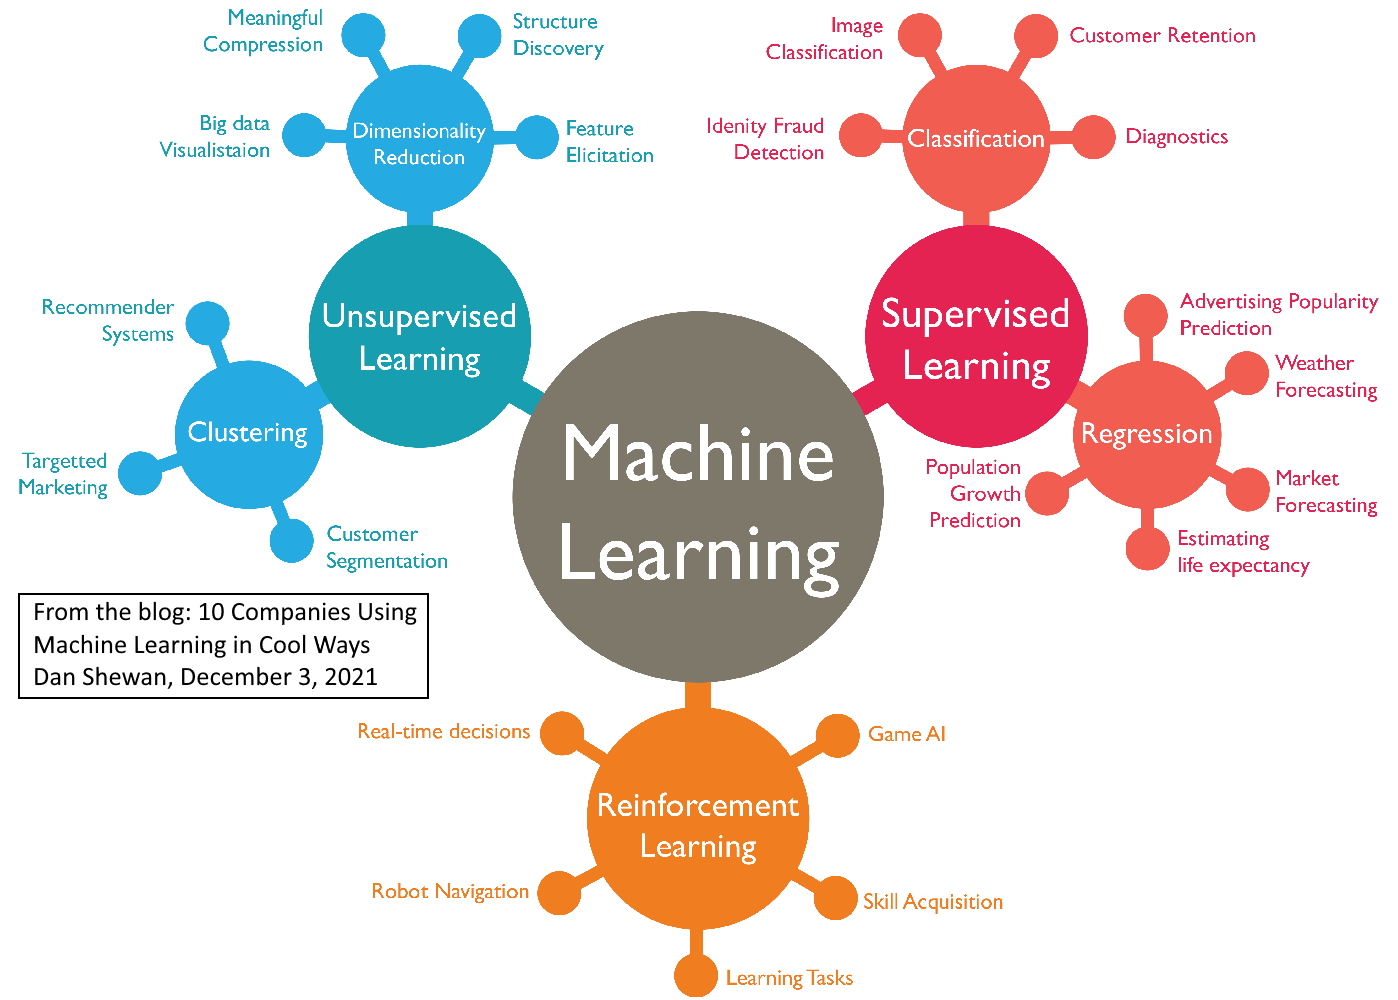 Meaningful
Compression
Structure
Discovery
Big data
Visualistaion
Dimensionality
Reduction
Feature
Elicitation
Image
Classification
Customer Retention
Idenity Fraud
Detection
Classification
Diagnostics
Unsupervised
Learning
Recommender
Systems
Clustering
Targetted
Marketing
Customer
Segmentation
Machine
Learning
Supervised
Learning
Advertising Popularity
Prediction
Weather
Forecasting
Regression
Population
Growth
Prediction
Market
Forecasting
Estimating
life expectancy
From the blog: 10 Companies Using
Machine Learning in Cool Ways
Dan Shewan, December 3, 2021
Real-time decisions
Game AI
Reinforcement
Learning
Robot Navigation
Skill Acquisition
Learning Tasks